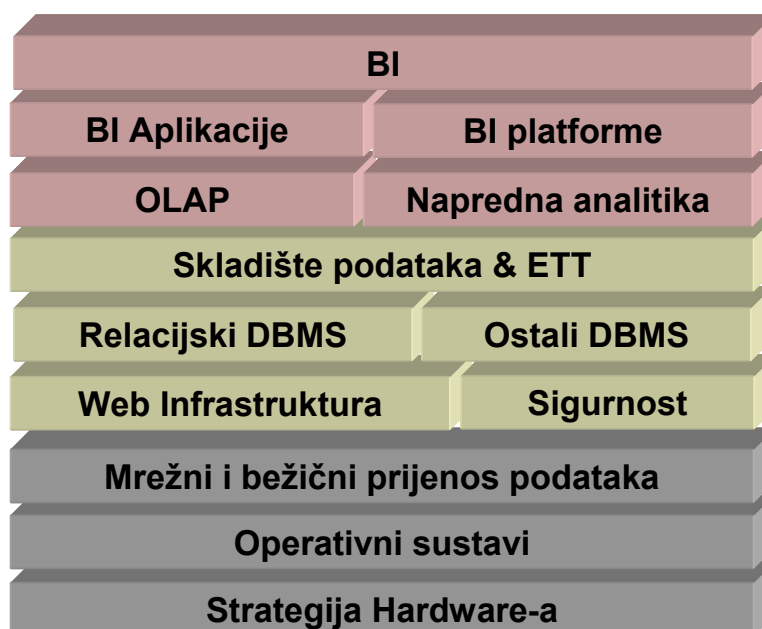 BI
BI Aplikacije
BI platforme
OLAP
Napredna analitika
Skladište podataka & ETT
Relacijski DBMS
Ostali DBMS
Web Infrastruktura
Sigurnost
Mrežni i bežični prijenos podataka
Operativni sustavi
Strategija Hardware-a